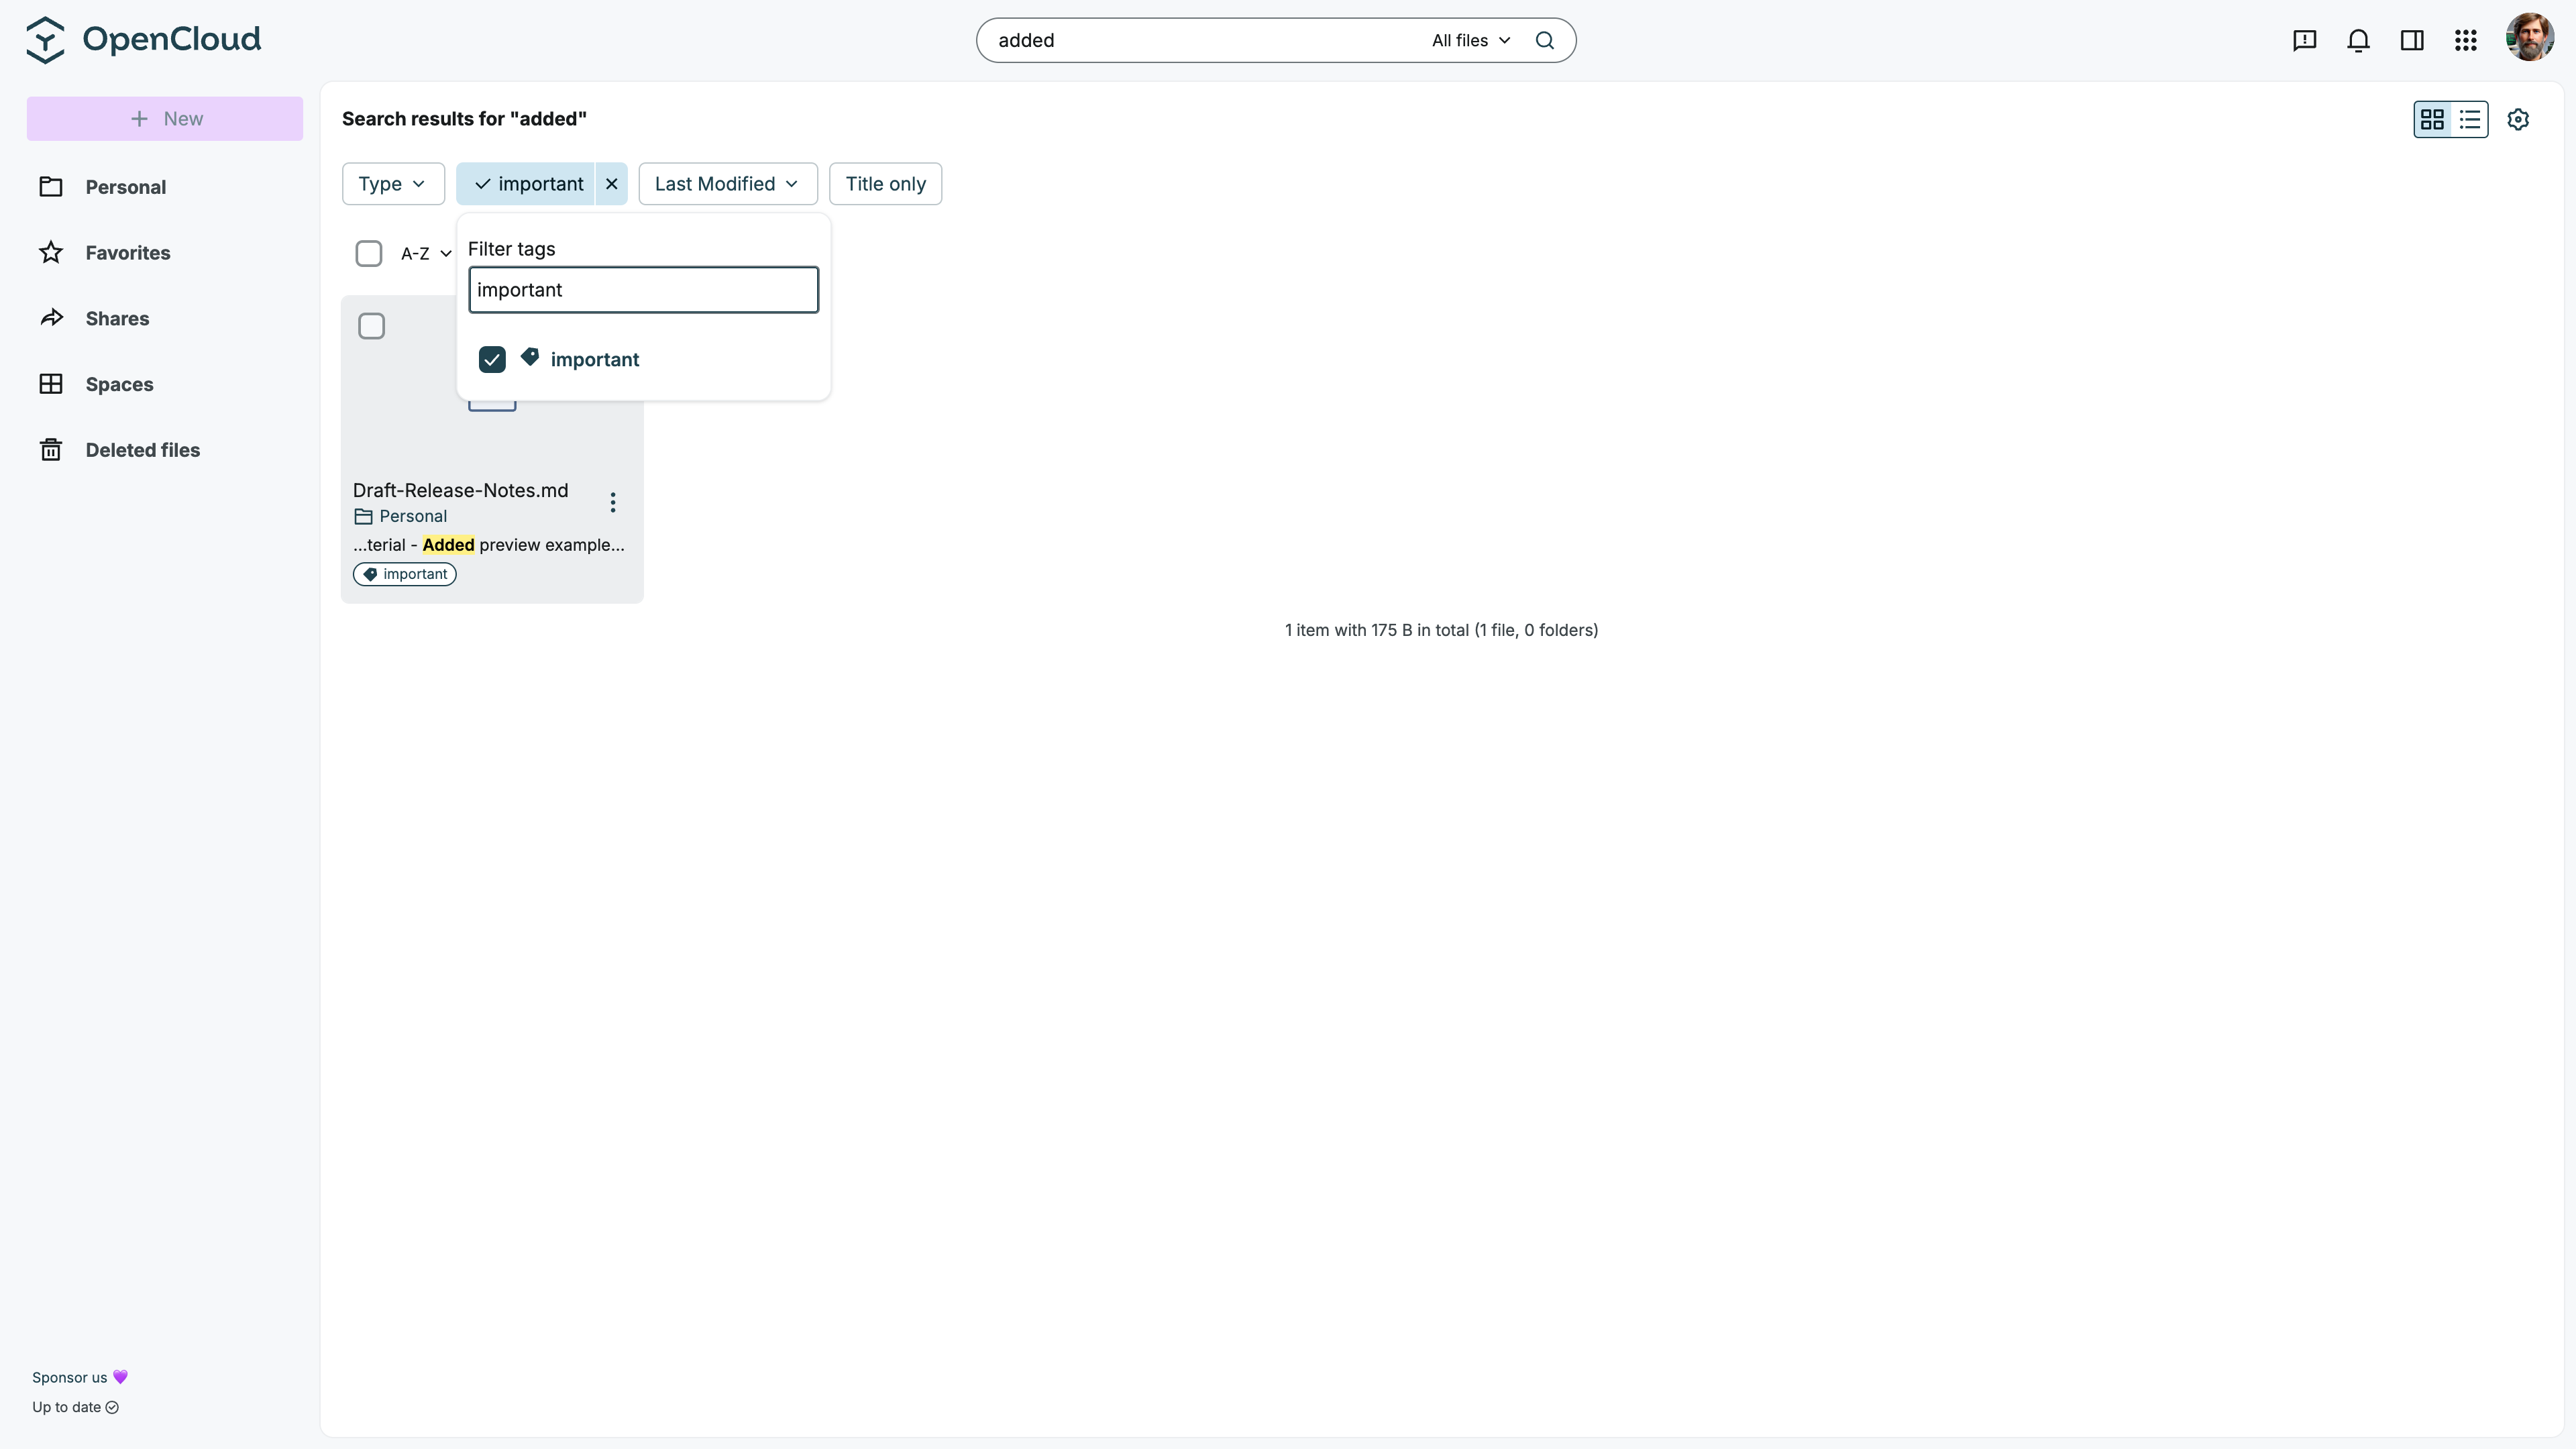 OpenCloud
added
All files
New
Personal
Favorites
Shares
Spaces
Deleted files
Search results for "added"
Type
important
Last Modified
Title only
A-Z
Filter tags
important
important
Draft-Release-Notes.md
Personal
...terial - Added preview example...
important
1 item with 175 B in total (1 file, 0 folders)
Sponsor us 💜
Up to date